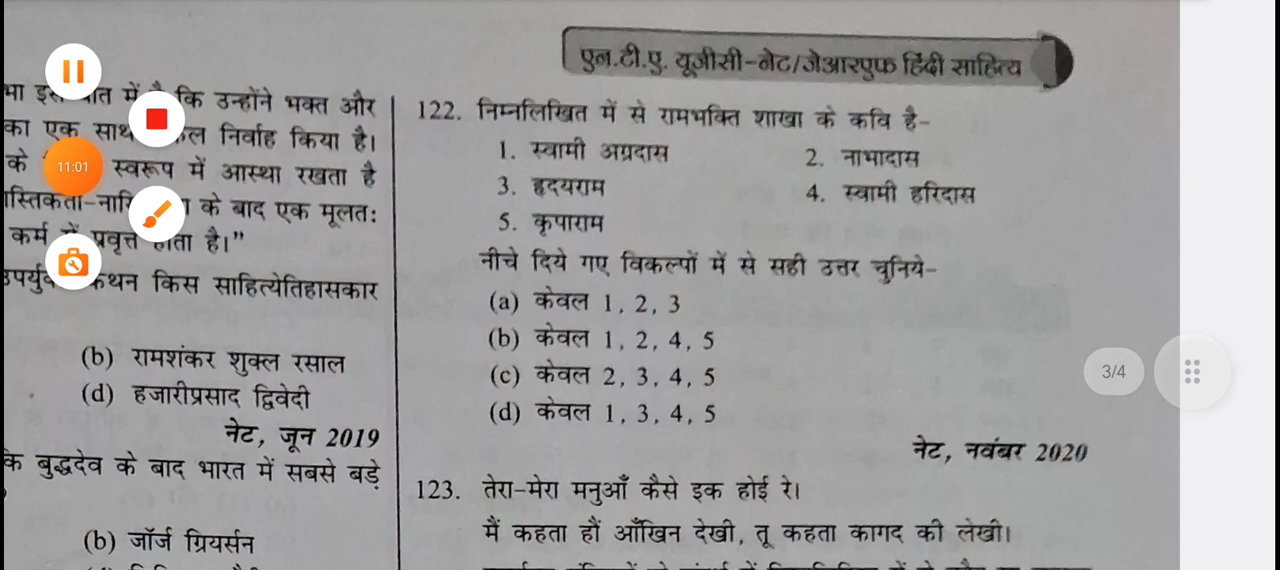 एन.टी.ए. यूजीसी-नेट/जेआरएफ हिंदी साहित्य
11:01
में कि उन्होंने भक्त और
का एक साथ निर्वाह किया है।
के स्वरूप में आस्था रखता है
के बाद एक मूलतः
कर्म में प्रवृत्त होता है।”
कथन किस साहित्येतिहासकार
(b) रामशंकर शुक्ल रसाल
(d) हजारीप्रसाद द्विवेदी
नेट, जून 2019
कि बुद्धदेव के बाद भारत में सबसे बड़े
(b) जॉर्ज ग्रियर्सन
122. निम्नलिखित में से रामभक्ति शाखा के कवि है-
1. स्वामी अग्रदास 2. नाभादास
3. हृदयराम 4. स्वामी हरिदास
5. कृपाराम
नीचे दिये गए विकल्पों में से सही उत्तर चुनिये-
(a) केवल 1, 2, 3
(b) केवल 1, 2, 4, 5
(c) केवल 2, 3, 4, 5
(d) केवल 1, 3, 4, 5
नेट, नवंबर 2020
123. तेरा-मेरा मनुआँ कैसे इक होई रे।
मैं कहता हौं आँखिन देखी, तू कहता कागद की लेखी।
3/4